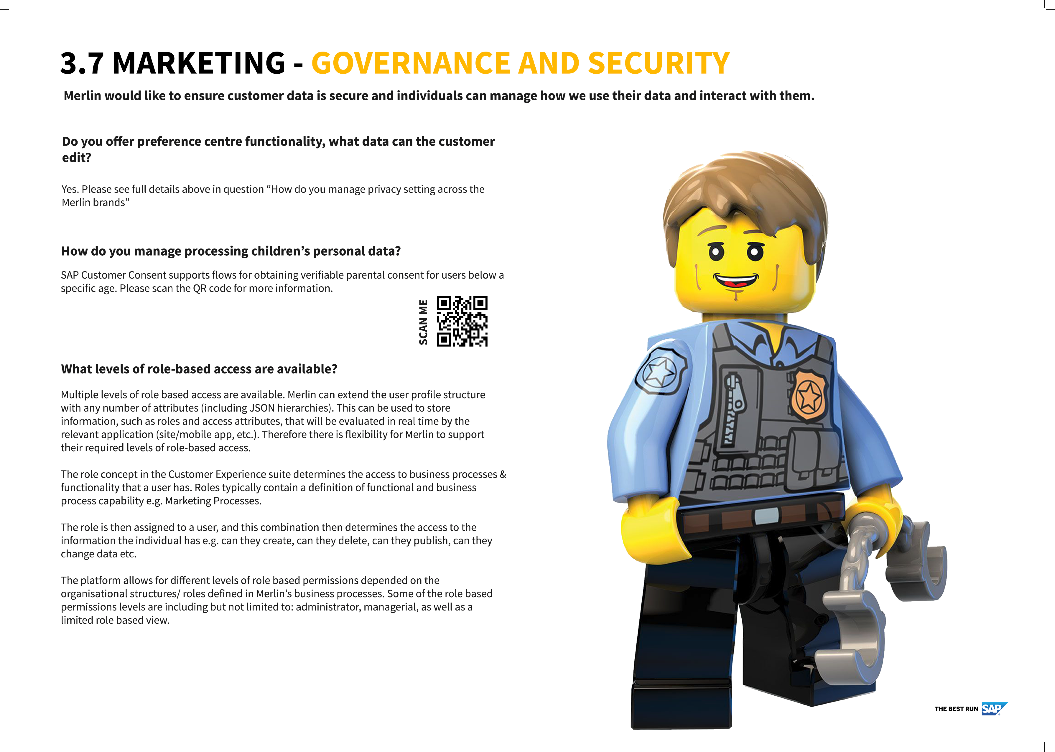 3.7 MARKETING - GOVERNANCE AND SECURITY
Merlin would like to ensure customer data is secure and individuals can manage how we use their data and interact with them.
Do you offer preference centre functionality, what data can the customer
edit?
Yes. Please see full details above in question “How do you manage privacy setting across the
Merlin brands”
How do you manage processing children’s personal data?
SAP Customer Consent supports flows for obtaining verifiable parental consent for users below a
specific age. Please scan the QR code for more information.
SCAN ME
What levels of role-based access are available?
Multiple levels of role based access are available. Merlin can extend the user profile structure
with any number of attributes (including JSON hierarchies). This can be used to store
information, such as roles and access attributes, that will be evaluated in real time by the
relevant application (site/mobile app, etc.). Therefore there is flexibility for Merlin to support
their required levels of role-based access.
The role concept in the Customer Experience suite determines the access to business processes &
functionality that a user has. Roles typically contain a definition of functional and business
process capability e.g. Marketing Processes.
The role is then assigned to a user, and this combination then determines the access to the
information the individual has e.g. can they create, can they delete, can they publish, can they
change data etc.
The platform allows for different levels of role based permissions depended on the
organisational structures/ roles defined in Merlin’s business processes. Some of the role based
permissions levels are including but not limited to: administrator, managerial, as well as a
limited role based view.
THE BEST RUN SAP